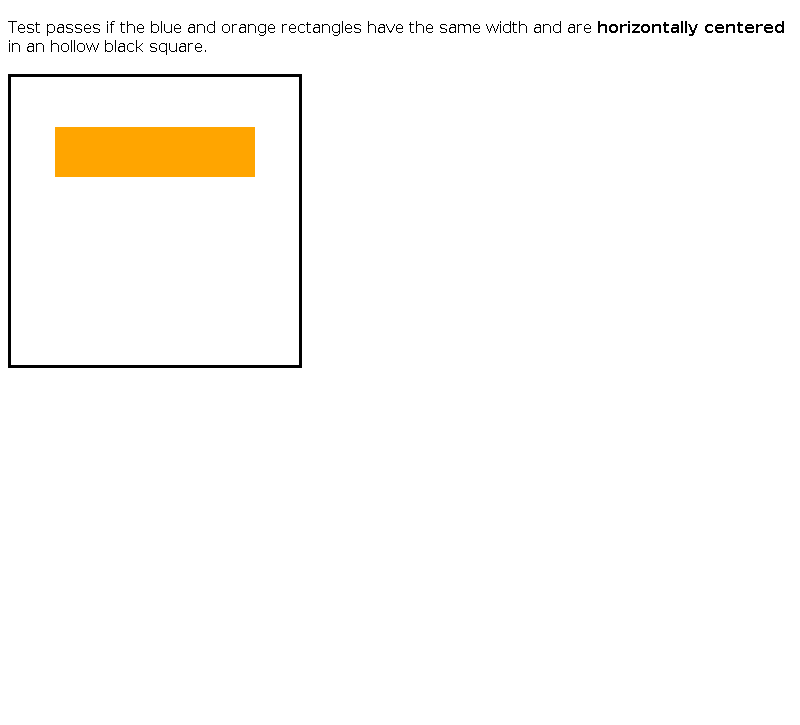 Test passes if the blue and orange rectangles have the same width and are horizontally centered
in an hollow black square.